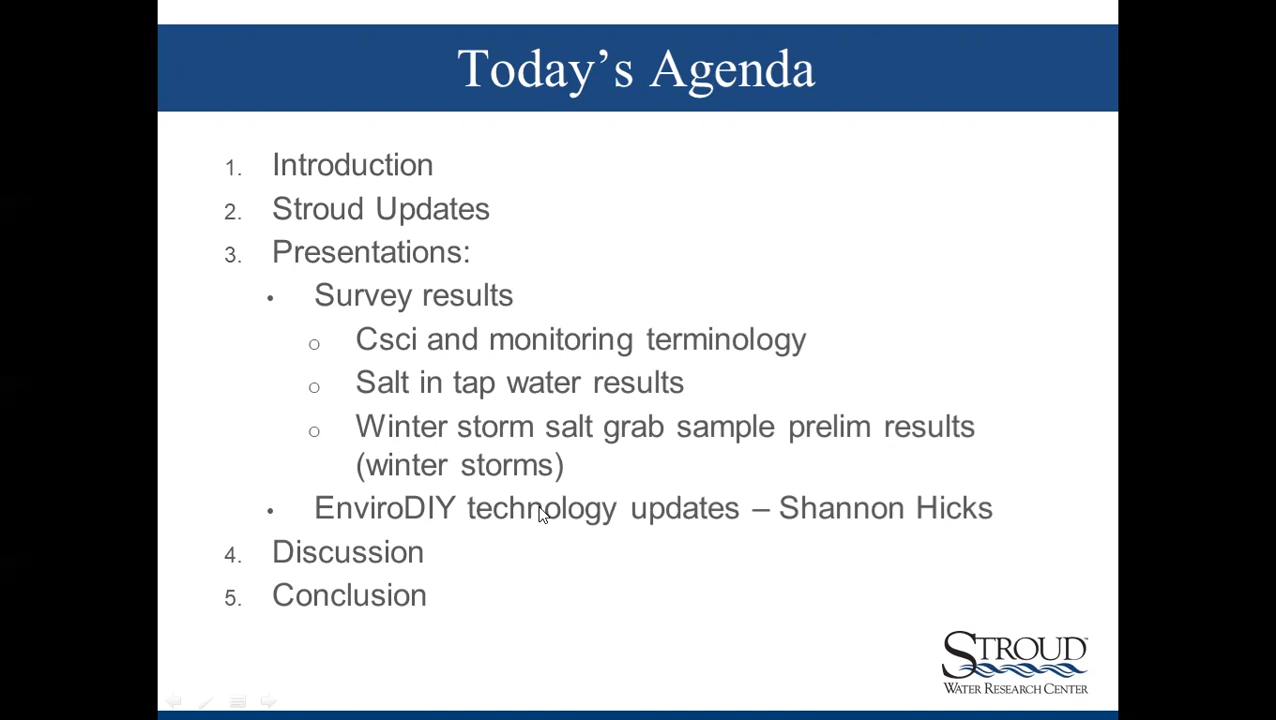 Today's Agenda
1. Introduction
2. Stroud Updates
3. Presentations:
• Survey results
o Csci and monitoring terminology
o Salt in tap water results
o Winter storm salt grab sample prelim results
(winter storms)
• EnviroDIY technology updates – Shannon Hicks
4. Discussion
5. Conclusion
STROUD™
WATER RESEARCH CENTER